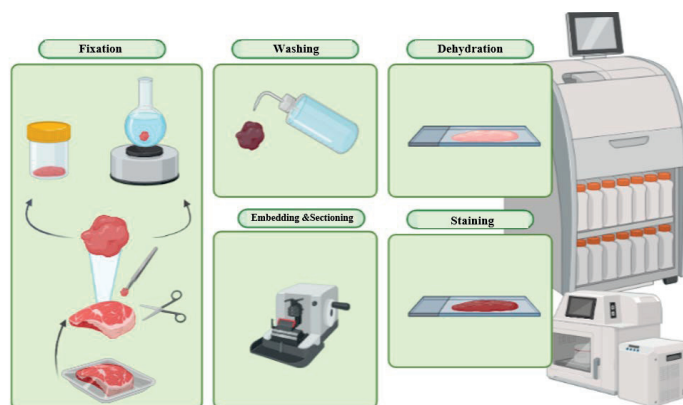 Fixation
Washing
Dehydration
Embedding &Sectioning
Staining